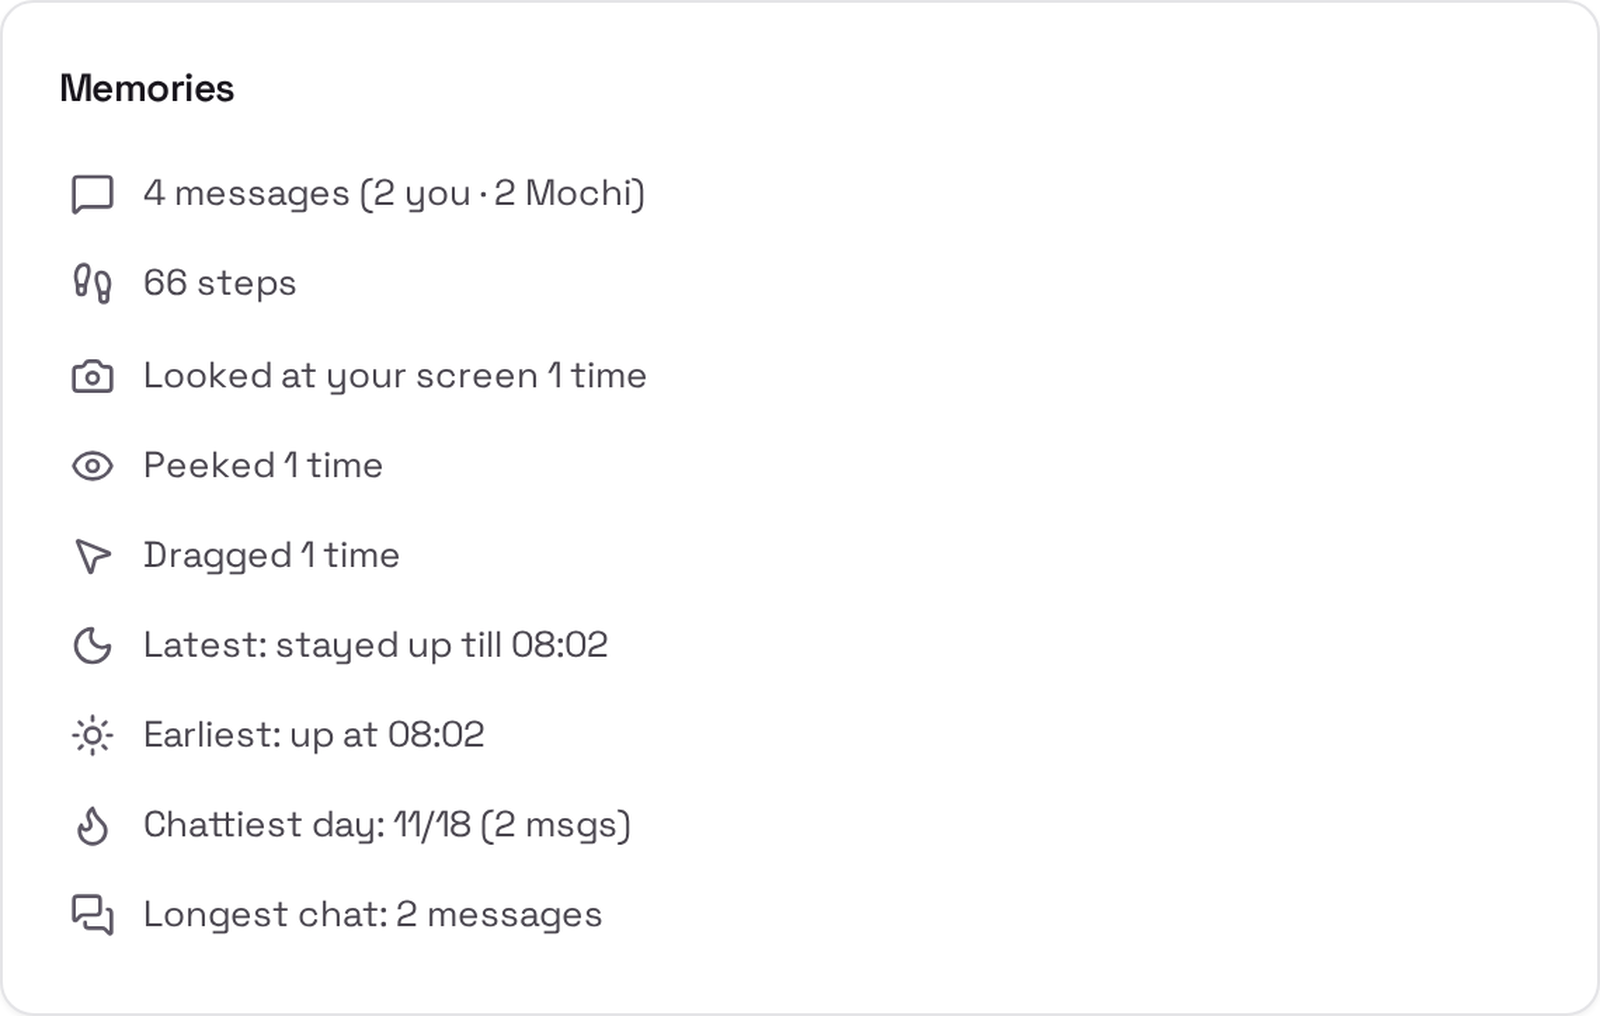 Memories
4 messages (2 you · 2 Mochi)
66 steps
Looked at your screen 1 time
Peeked 1 time
Dragged 1 time
Latest: stayed up till 08:02
Earliest: up at 08:02
Chattiest day: 11/18 (2 msgs)
Longest chat: 2 messages